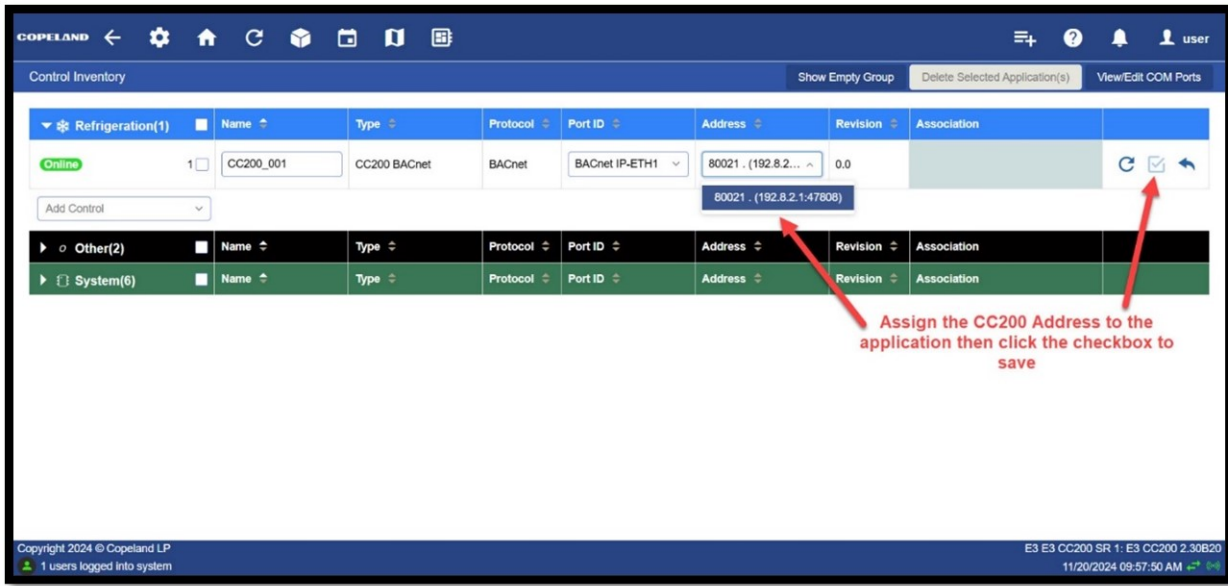 COPELAND user
Control Inventory Show Empty Group Delete Selected Application(s) View/Edit COM Ports
Refrigeration(1) Name Type Protocol Port ID Address Revision Association
Online 1 CC200_001 CC200 BACnet BACnet BACnet IP-ETH1 80021 . (192.8.2... 0.0
80021 . (192.8.2.1:47808)
Add Control
Other(2) Name Type Protocol Port ID Address Revision Association
System(6) Name Type Protocol Port ID Address Revision Association
Assign the CC200 Address to the
application then click the checkbox to
save
Copyright 2024 © Copeland LP E3 E3 CC200 SR 1: E3 CC200 2.30B20
1 users logged into system 11/20/2024 09:57:50 AM